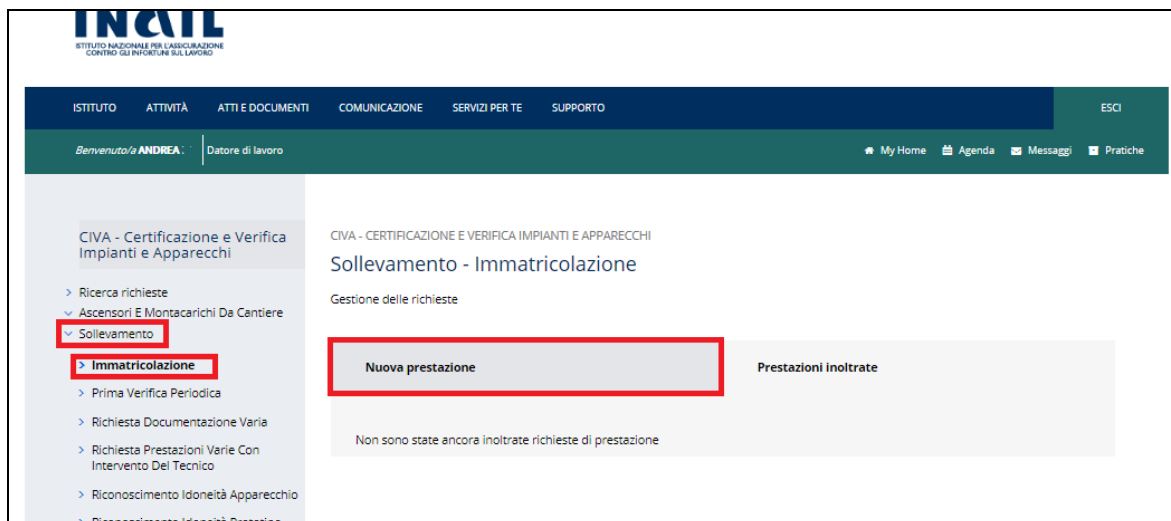 INAIL
ISTITUTO NAZIONALE PER L'ASSICURAZIONE
CONTRO GLI INFORTUNI SUL LAVORO
ISTITUTO ATTIVITÀ ATTI E DOCUMENTI COMUNICAZIONE SERVIZI PER TE SUPPORTO ESCI
Benvenuto/a ANDREA Datore di lavoro My Home Agenda Messaggi Pratiche
CIVA - Certificazione e Verifica
Impianti e Apparecchi
Ricerca richieste
Ascensori E Montacarichi Da Cantiere
Sollevamento
Immatricolazione
Prima Verifica Periodica
Richiesta Documentazione Varia
Richiesta Prestazioni Varie Con
Intervento Del Tecnico
Riconoscimento Idoneità Apparecchio
CIVA - CERTIFICAZIONE E VERIFICA IMPIANTI E APPARECCHI
Sollevamento - Immatricolazione
Gestione delle richieste
Nuova prestazione Prestazioni inoltrate
Non sono state ancora inoltrate richieste di prestazione